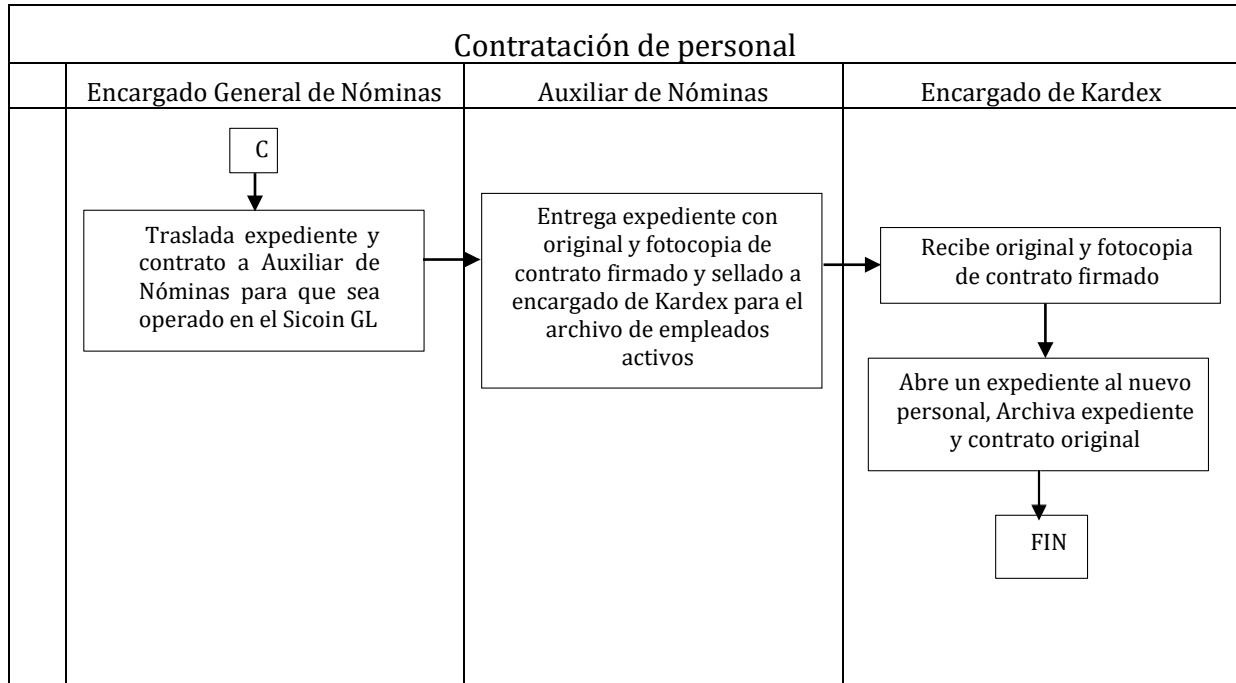 Contratación de personal
Encargado General de Nóminas
Auxiliar de Nóminas
Encargado de Kardex
C
Traslada expediente y
contrato a Auxiliar de
Nóminas para que sea
operado en el Sicoin GL
Entrega expediente con
original y fotocopia de
contrato firmado y sellado a
encargado de Kardex para el
archivo de empleados
activos
Recibe original y fotocopia
de contrato firmado
Abre un expediente al nuevo
personal, Archiva expediente
y contrato original
FIN